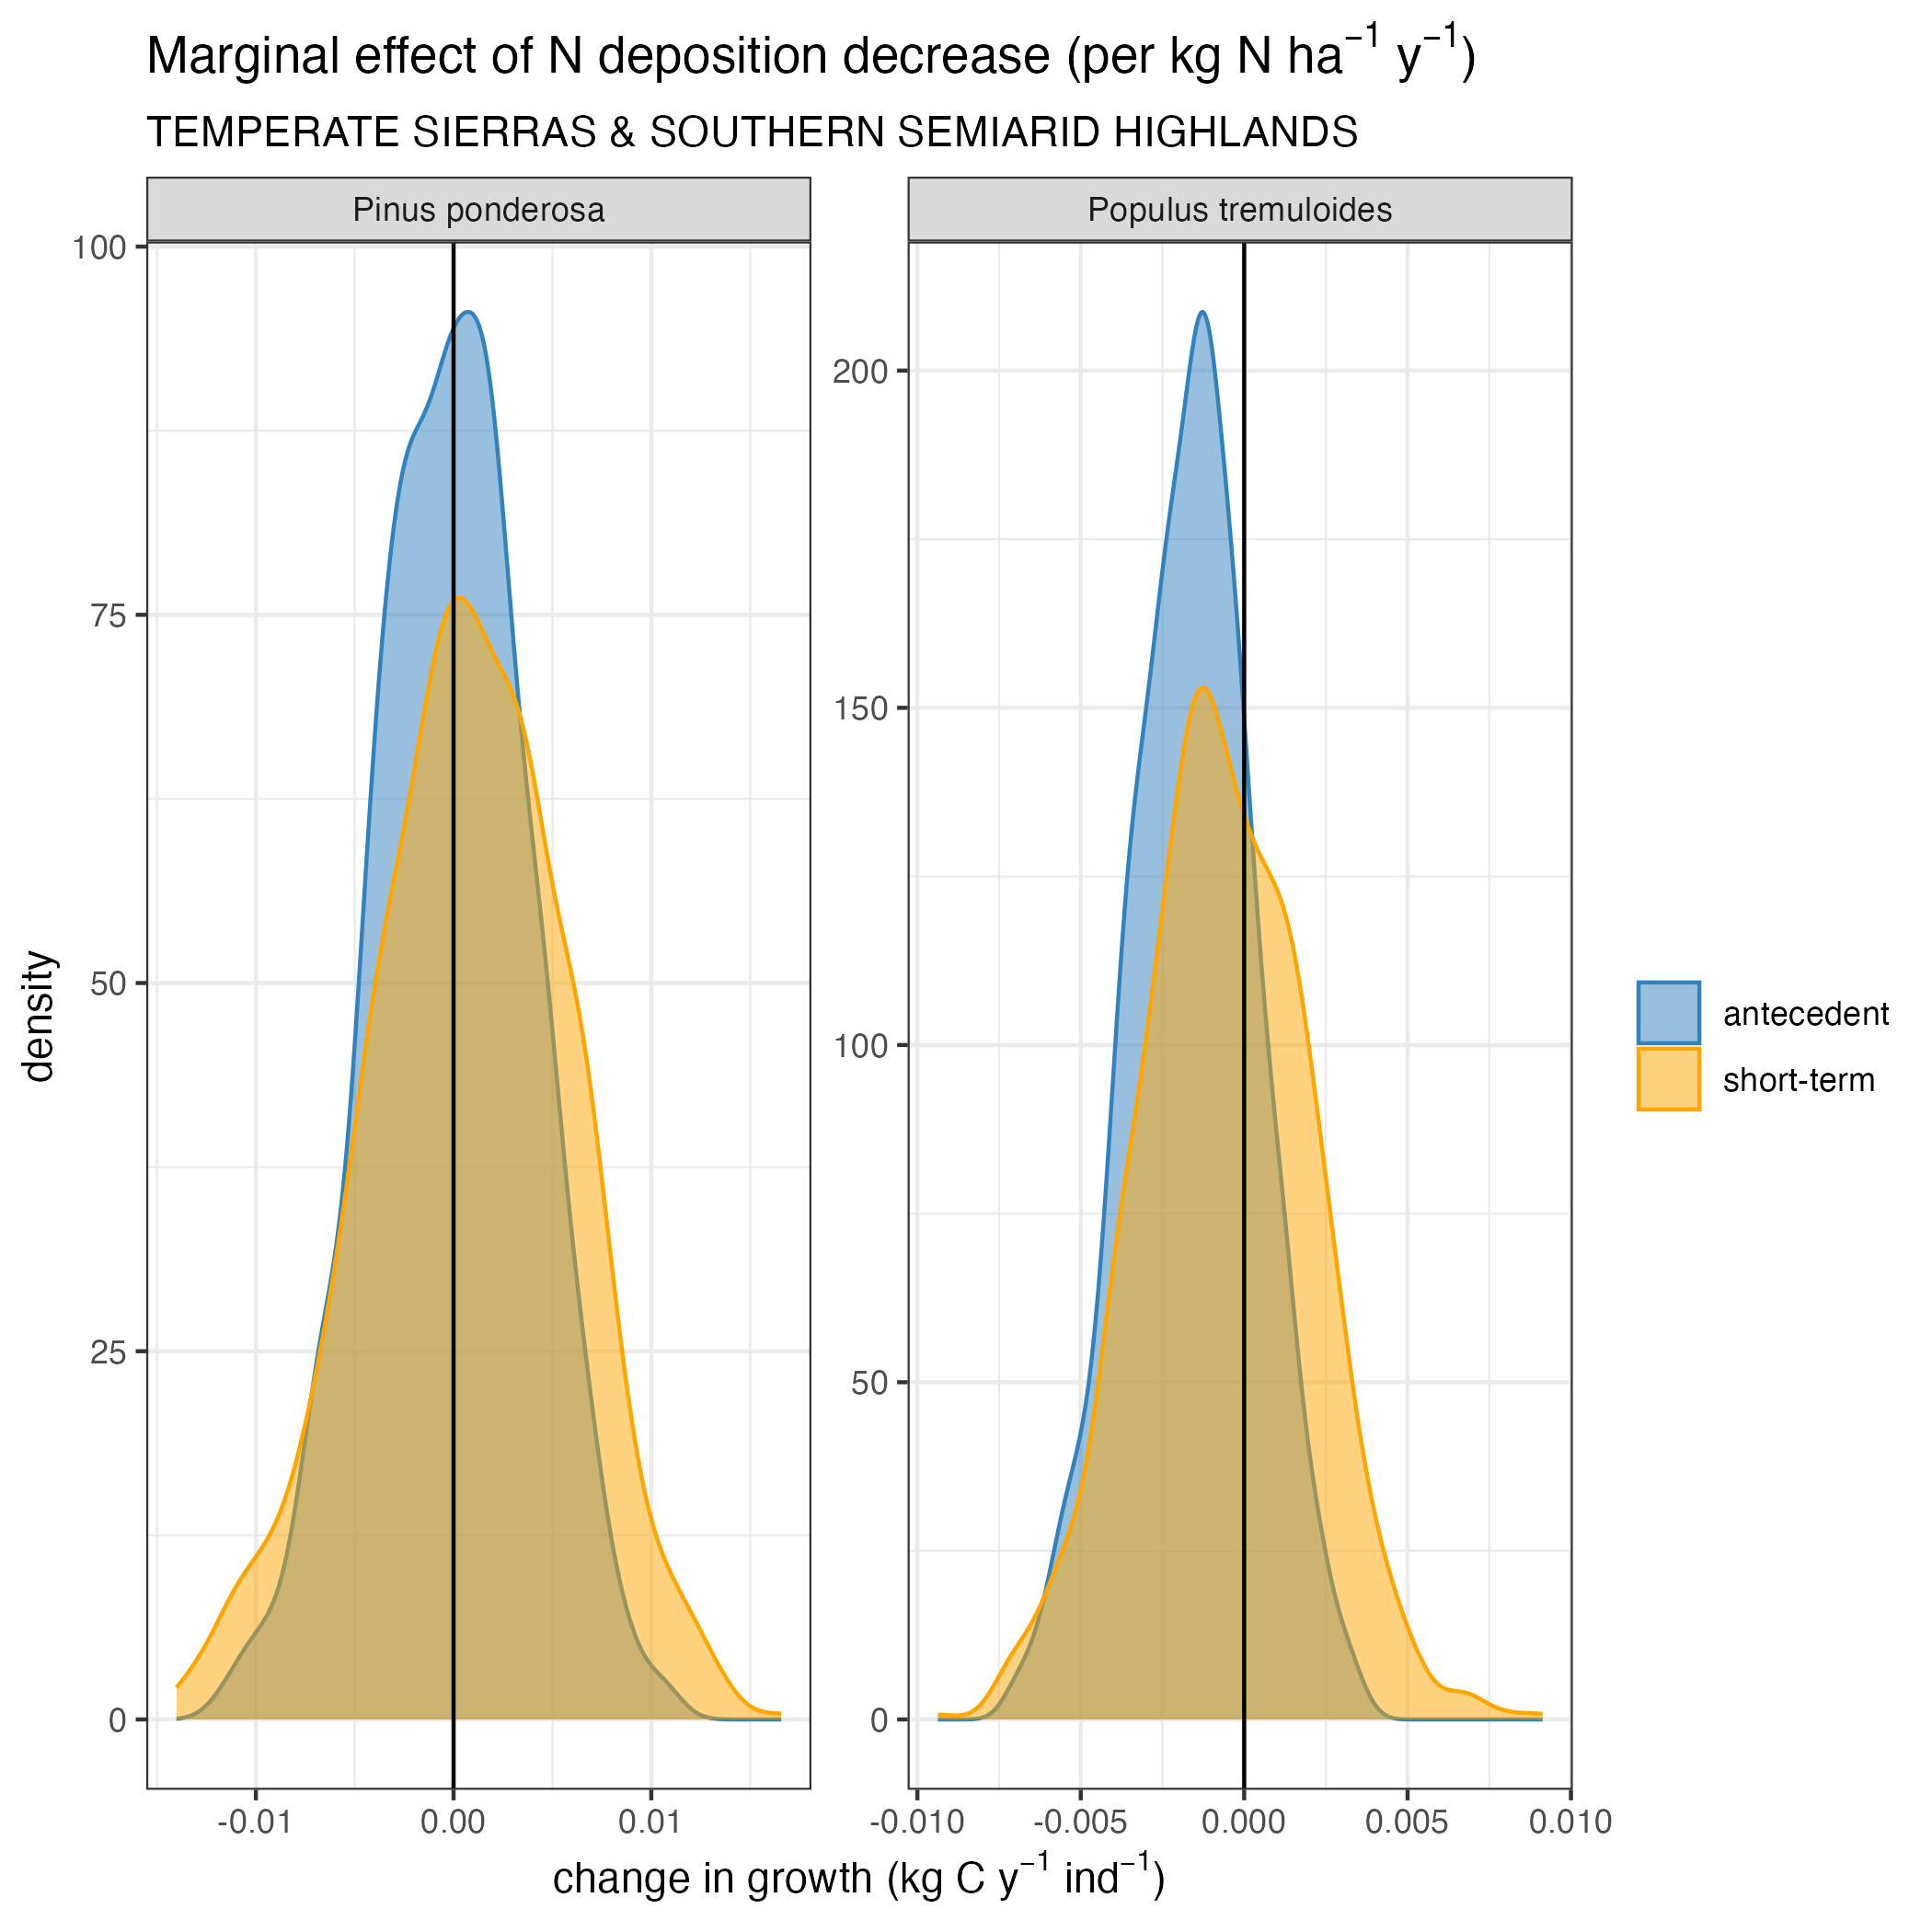 Marginal effect of N deposition decrease (per kg N ha⁻¹ y⁻¹)
TEMPERATE SIERRAS & SOUTHERN SEMIARID HIGHLANDS
Pinus ponderosa
Populus tremuloides
100
75
50
25
0
200
150
100
50
0
density
-0.01
0.00
0.01
-0.010
-0.005
0.000
0.005
0.010
change in growth (kg C y⁻¹ ind⁻¹)
antecedent
short-term